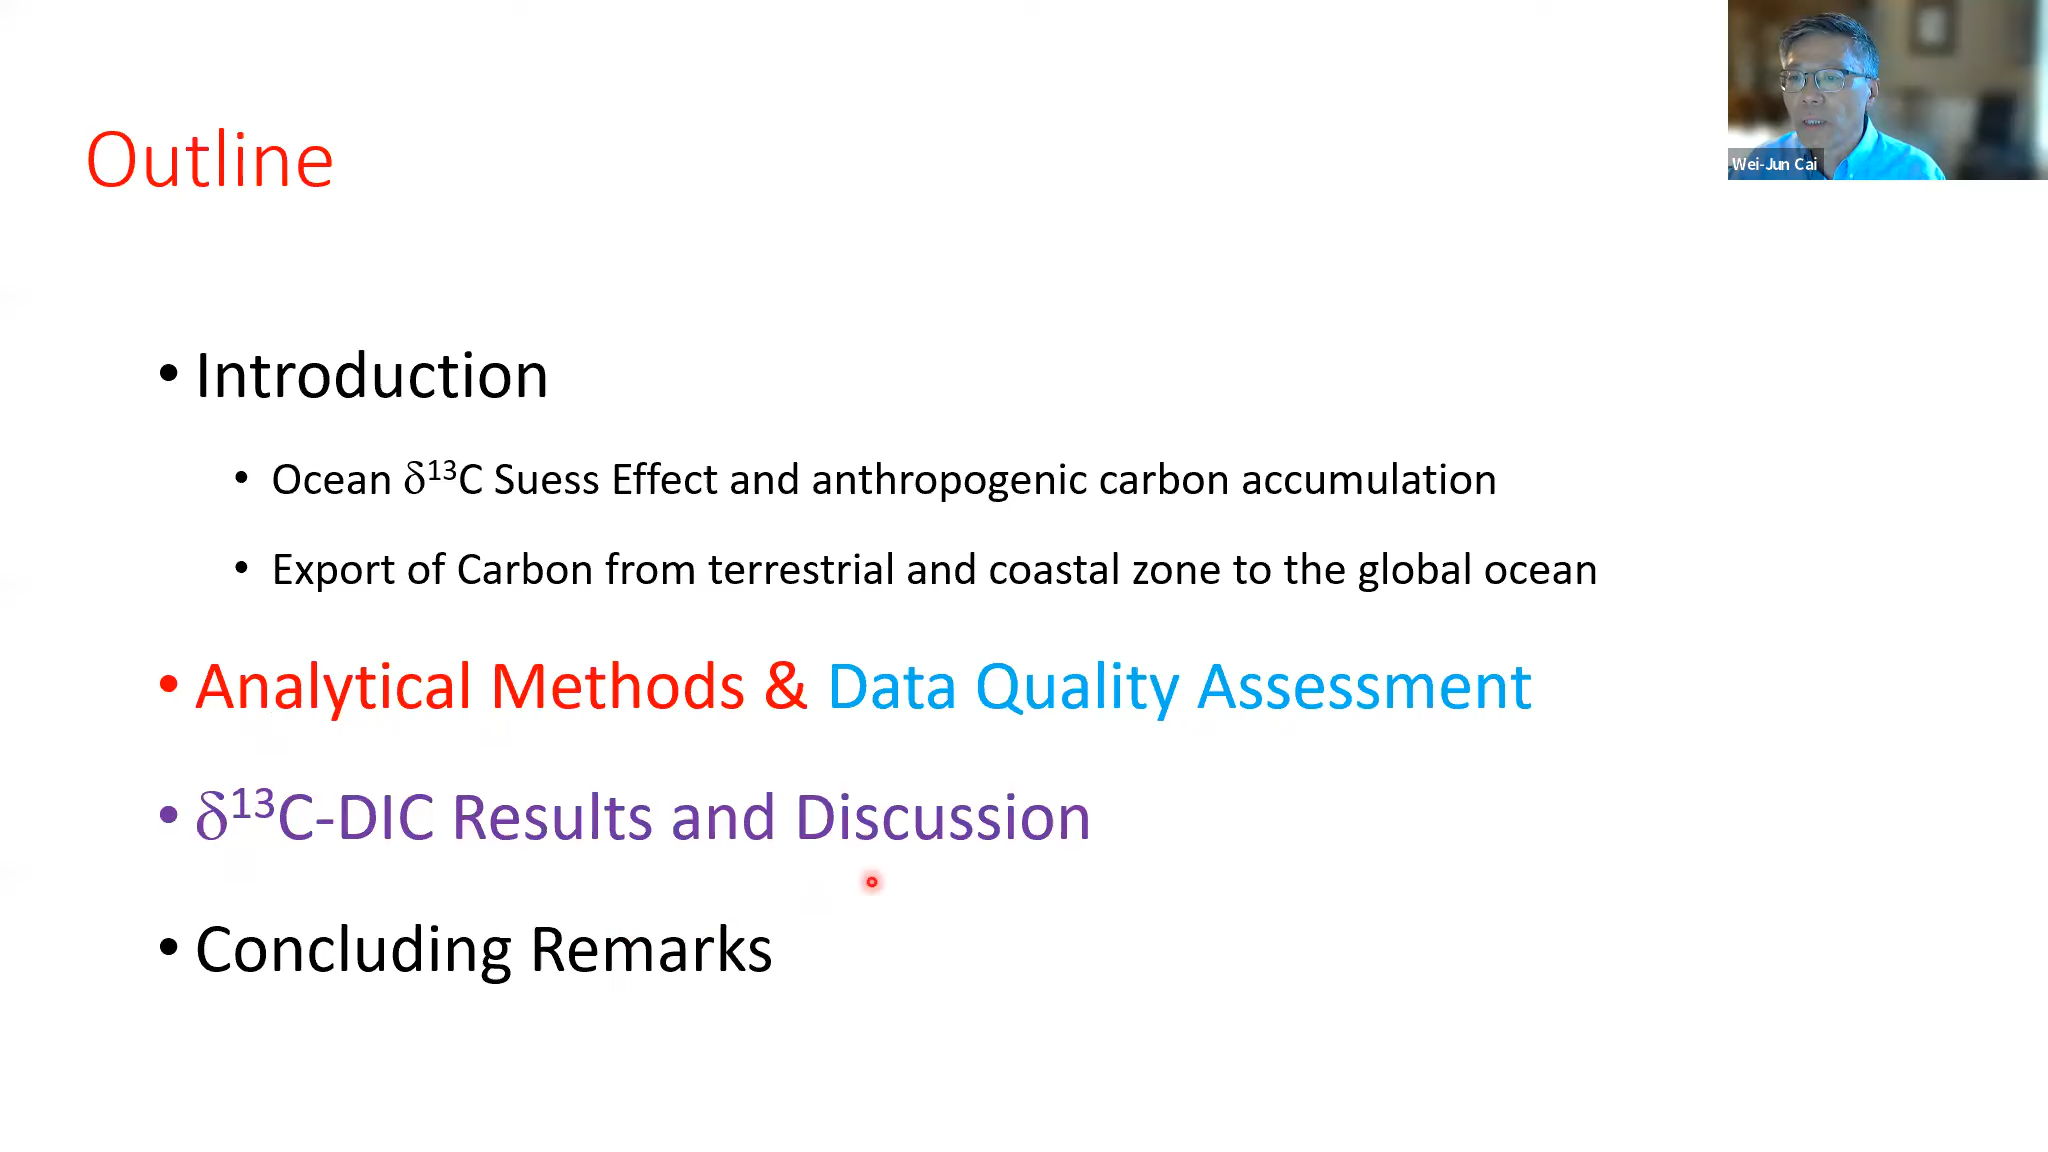 Wei-Jun Cai
Outline
• Introduction
• Ocean δ¹³C Suess Effect and anthropogenic carbon accumulation
• Export of Carbon from terrestrial and coastal zone to the global ocean
• Analytical Methods & Data Quality Assessment
• δ¹³C-DIC Results and Discussion
• Concluding Remarks